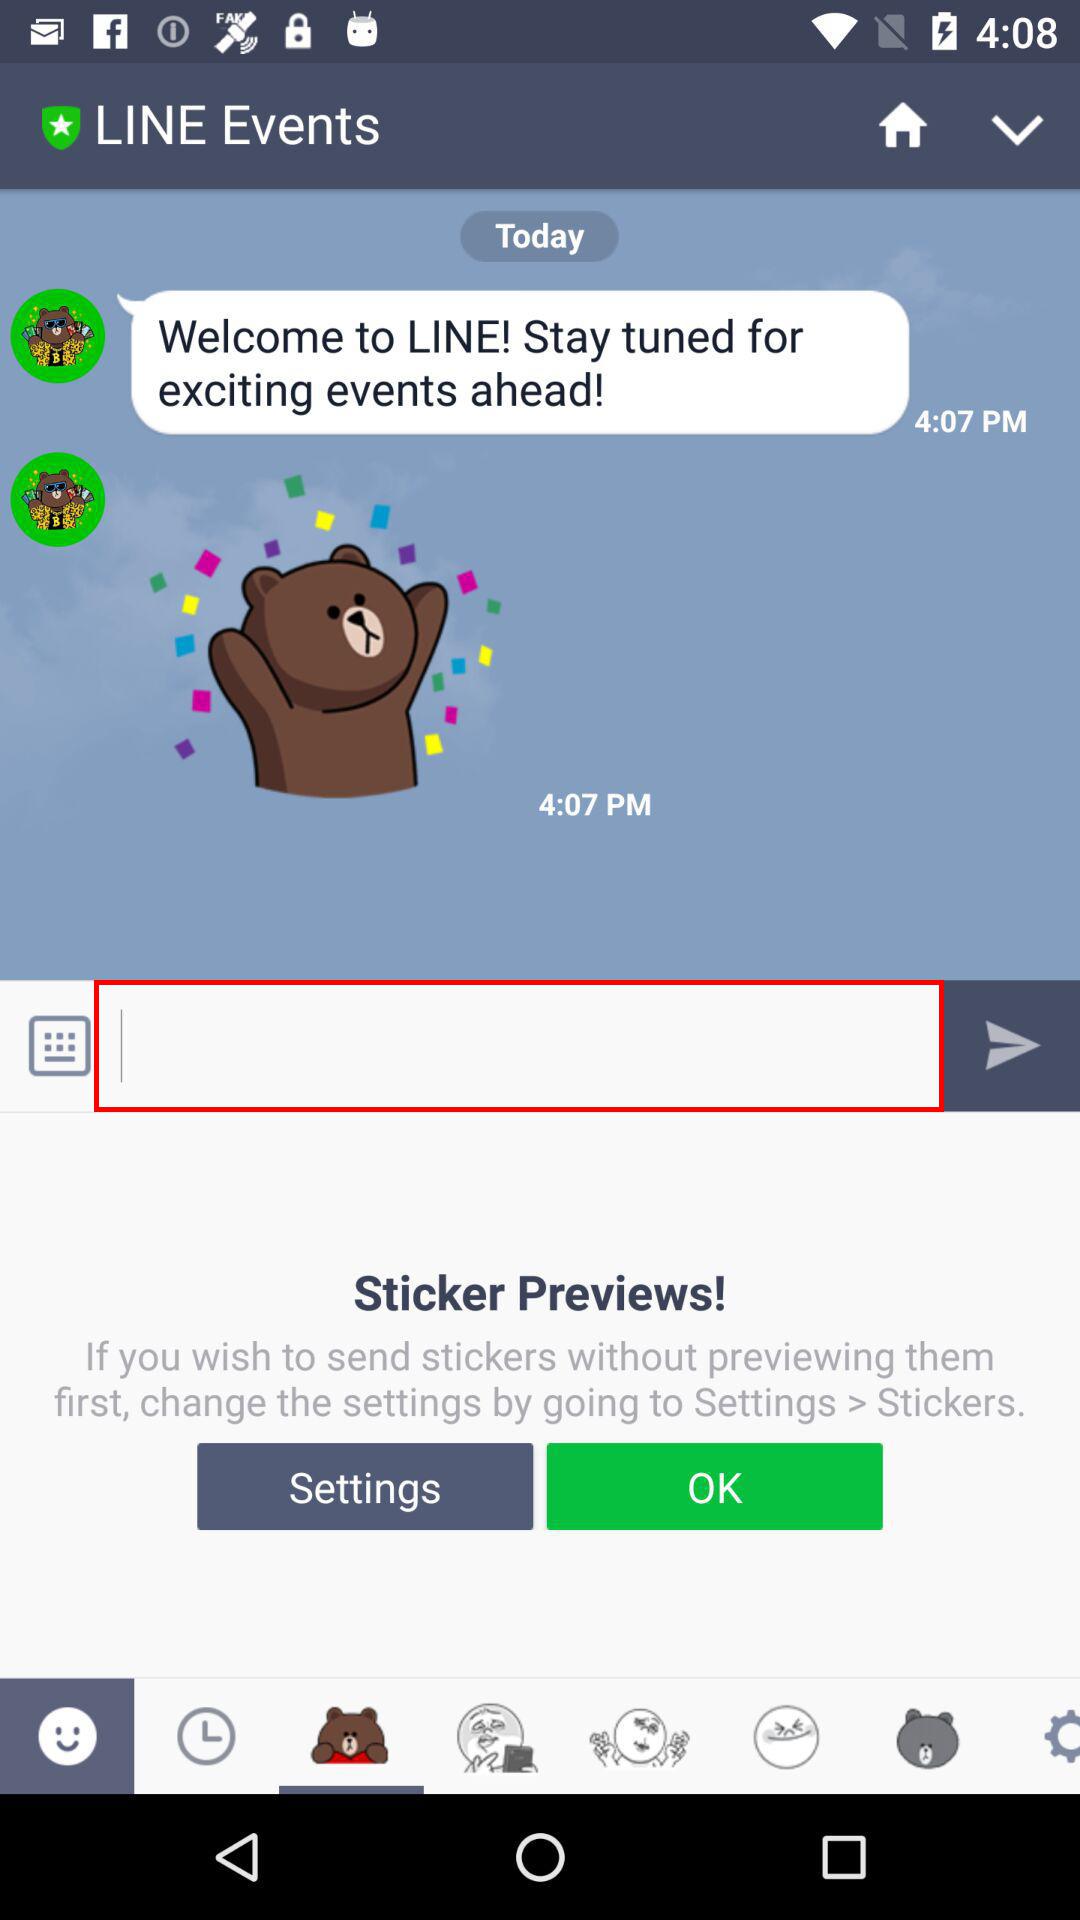 FAKE
4:08
LINE Events
Today
Welcome to LINE! Stay tuned for
exciting events ahead!
4:07 PM
4:07 PM
Sticker Previews!
If you wish to send stickers without previewing them
first, change the settings by going to Settings > Stickers.
Settings
OK